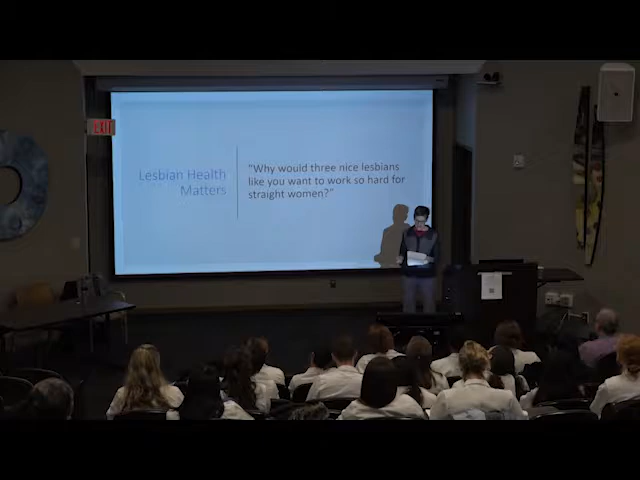 EXIT
Lesbian Health
Matters
"Why would three nice lesbians
like you want to work so hard for
straight women?"